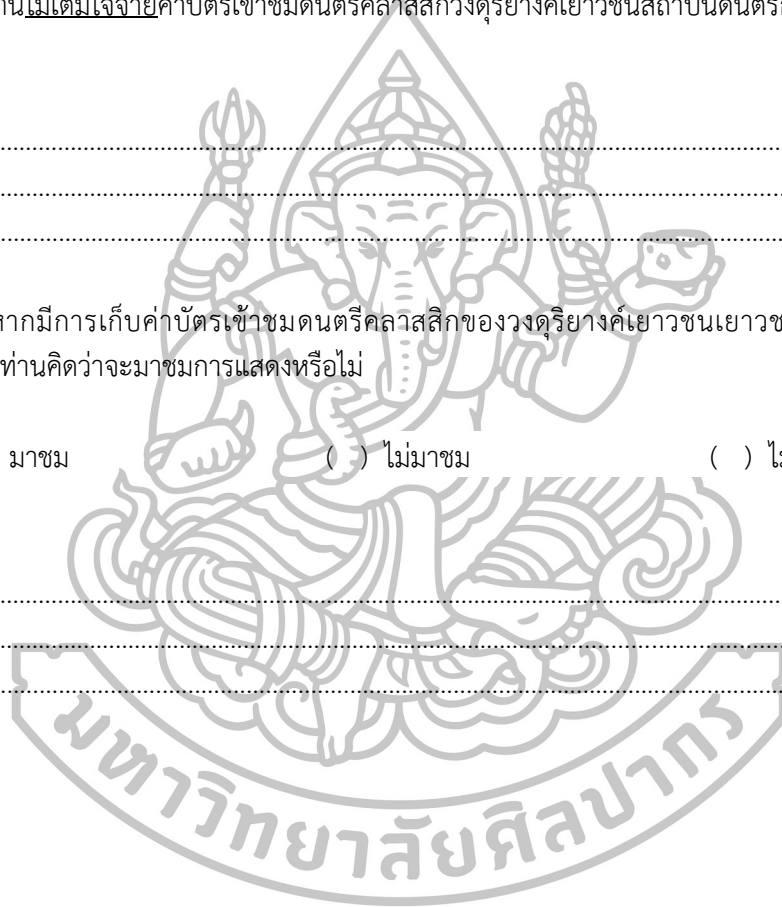 ไม่เต็มใจจ่ายค่าบัตรเข้าชมดนตรีคลาสสิกวงดุริยางค์เยาวชนสถาบันดนตรี
.....................................................................
.....................................................................
.....................................................................
หากมีการเก็บค่าบัตรเข้าชมดนตรีคลาสสิกของวงดุริยางค์เยาวชนเยาวช
ท่านคิดว่าจะมาชมการแสดงหรือไม่
มาชม ( ) ไม่มาชม ( )
.....................................................................
.....................................................................
.....................................................................
มหาวิทยาลัยศิลปากร